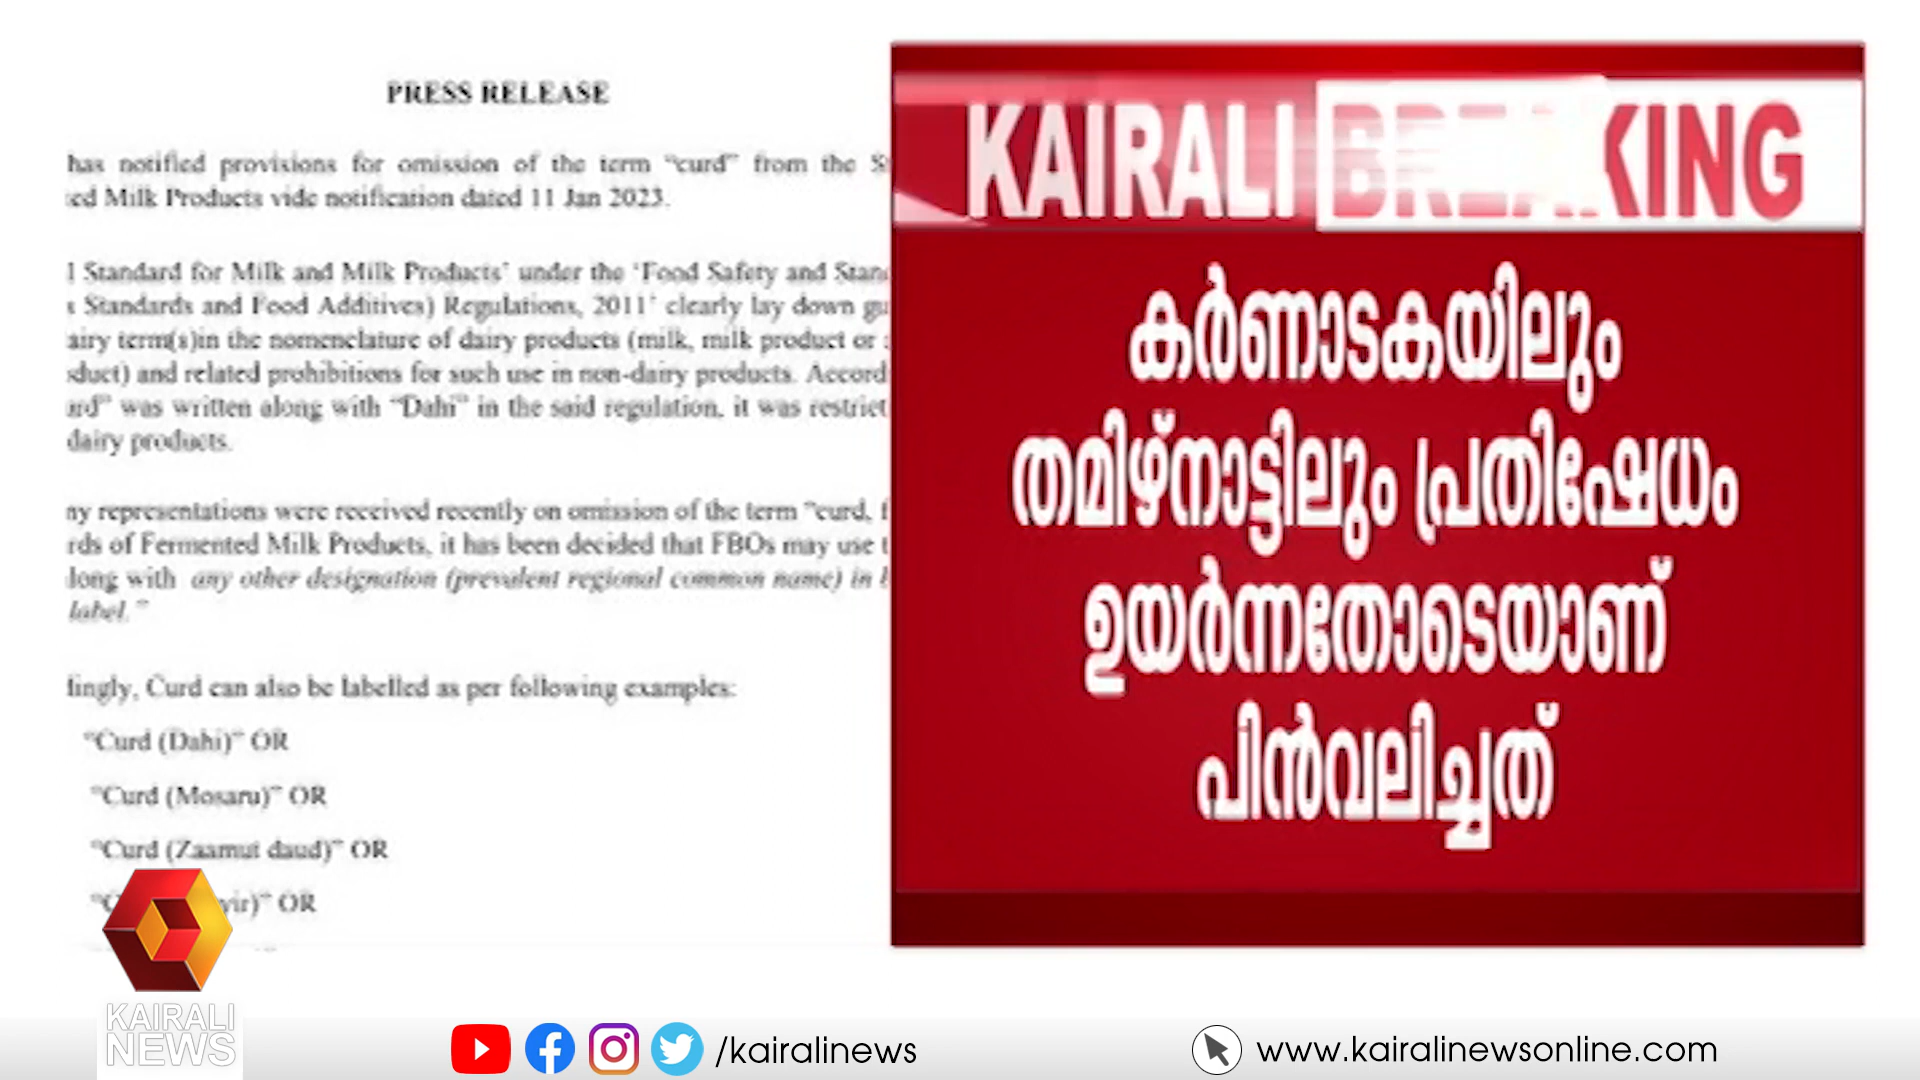 PRESS RELEASE
has notified provisions for omission of the term “curd” from the
ed Milk Products vide notification dated 11 Jan 2023.
l Standard for Milk and Milk Products’ under the ‘Food Safety and
s Standards and Food Additives) Regulations, 2011’ clearly lay down
airy term(s)in the nomenclature of dairy products (milk, milk product or
duct) and related prohibitions for such use in non-dairy products.
urd” was written along with “Dahi” in the said regulation, it was
dairy products.
ny representations were received recently on omission of the term “curd,
rds of Fermented Milk Products, it has been decided that FBOs may use
long with any other designation (prevalent regional common name) in
label.”
dingly, Curd can also be labelled as per following examples:
“Curd (Dahi)” OR
“Curd (Mosaru)” OR
“Curd (Zaamut daud)” OR
OR
KAIRALI BREAKING
കർണാടകയിലും
തമിഴ്നാട്ടിലും പ്രതിഷേധം
ഉയർന്നതോടെയാണ്
പിൻവലിച്ചത്
KAIRALI
NEWS
/kairalinews
www.kairalinewsonline.com